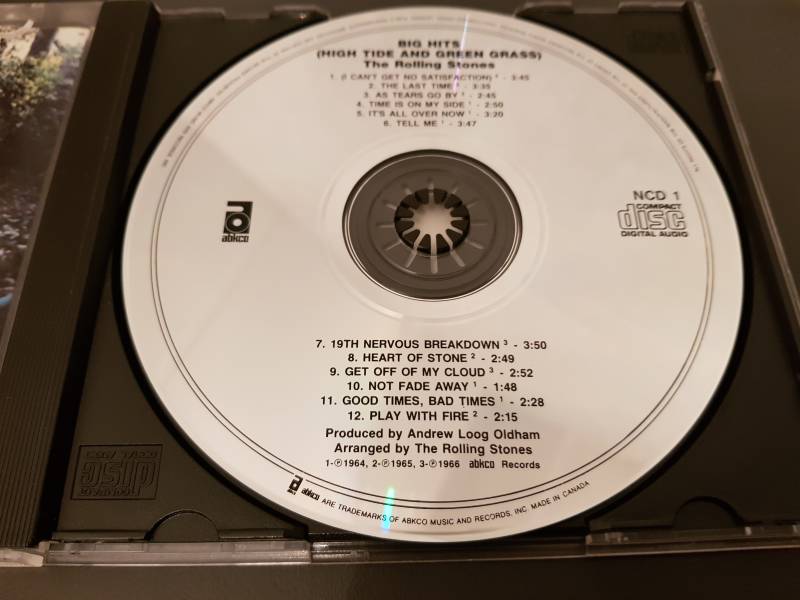 BIG HITS
(HIGH TIDE AND GREEN GRASS)
The Rolling Stones
1. (I CAN'T GET NO SATISFACTION) - 3:45
2. THE LAST TIME - 3:35
3. AS TEARS GO BY ¹ - 2:45
4. TIME IS ON MY SIDE ¹ - 2:50
5. IT'S ALL OVER NOW ¹ - 3:20
6. TELL ME ¹ - 3:47
abkco
NCD 1
COMPACT
disc
DIGITAL AUDIO
7. 19TH NERVOUS BREAKDOWN ³ - 3:50
8. HEART OF STONE ² - 2:49
9. GET OFF OF MY CLOUD ³ - 2:52
10. NOT FADE AWAY ¹ - 1:48
11. GOOD TIMES, BAD TIMES ¹ - 2:28
12. PLAY WITH FIRE ² - 2:15
Produced by Andrew Loog Oldham
Arranged by The Rolling Stones
1-℗1964, 2-℗1965, 3-℗1966 abkco Records
abkco ARE TRADEMARKS OF ABKCO MUSIC AND RECORDS, INC. MADE IN CANADA
COMPACT
disc